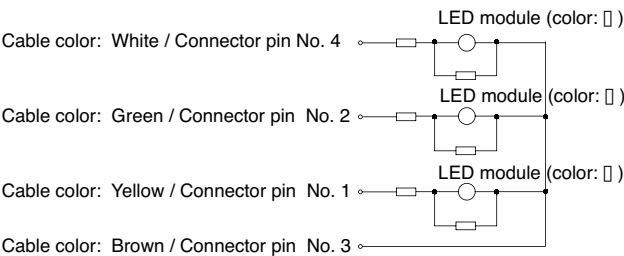 LED module (color: ▯ )
Cable color: White / Connector pin No. 4
LED module (color: ▯ )
Cable color: Green / Connector pin No. 2
LED module (color: ▯ )
Cable color: Yellow / Connector pin No. 1
Cable color: Brown / Connector pin No. 3